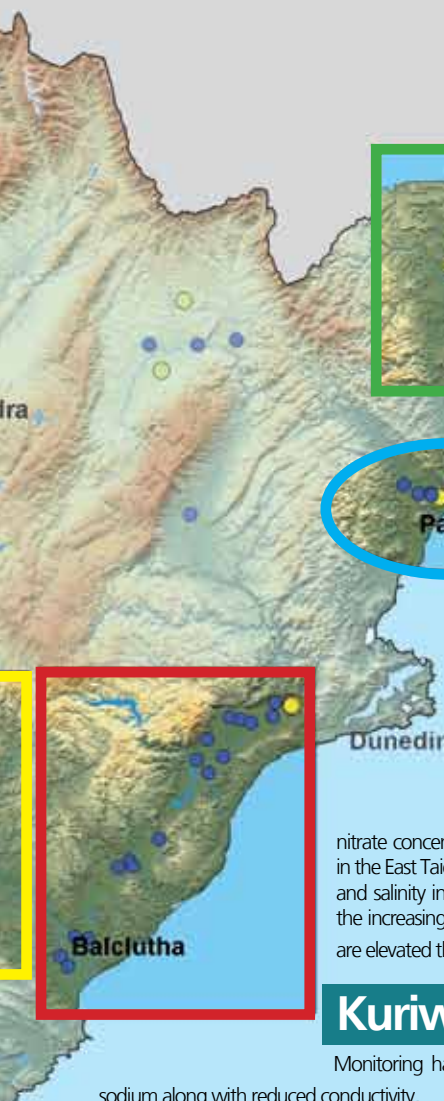 lra
Pa
Dunedin
Balclutha
nitrate concer
in the East Taie
and salinity in
the increasing
are elevated th
Kuriw
Monitoring ha
sodium along with reduced conductivity